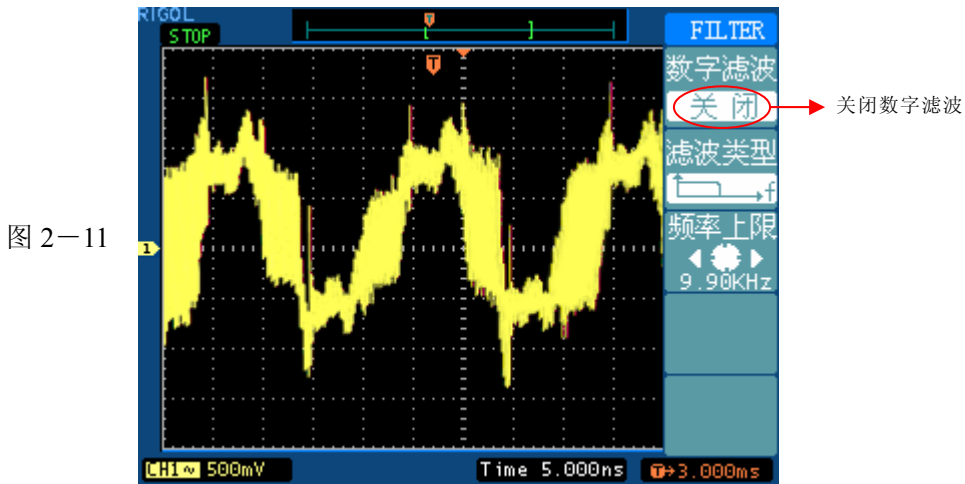 RIGOL
STOP
T
FILTER
T
数字滤波
关 闭
关闭数字滤波
滤波类型
f
频率上限
9.90KHz
图 2－11
1
CH1~ 500mV
Time 5.000ns
T→3.000ms